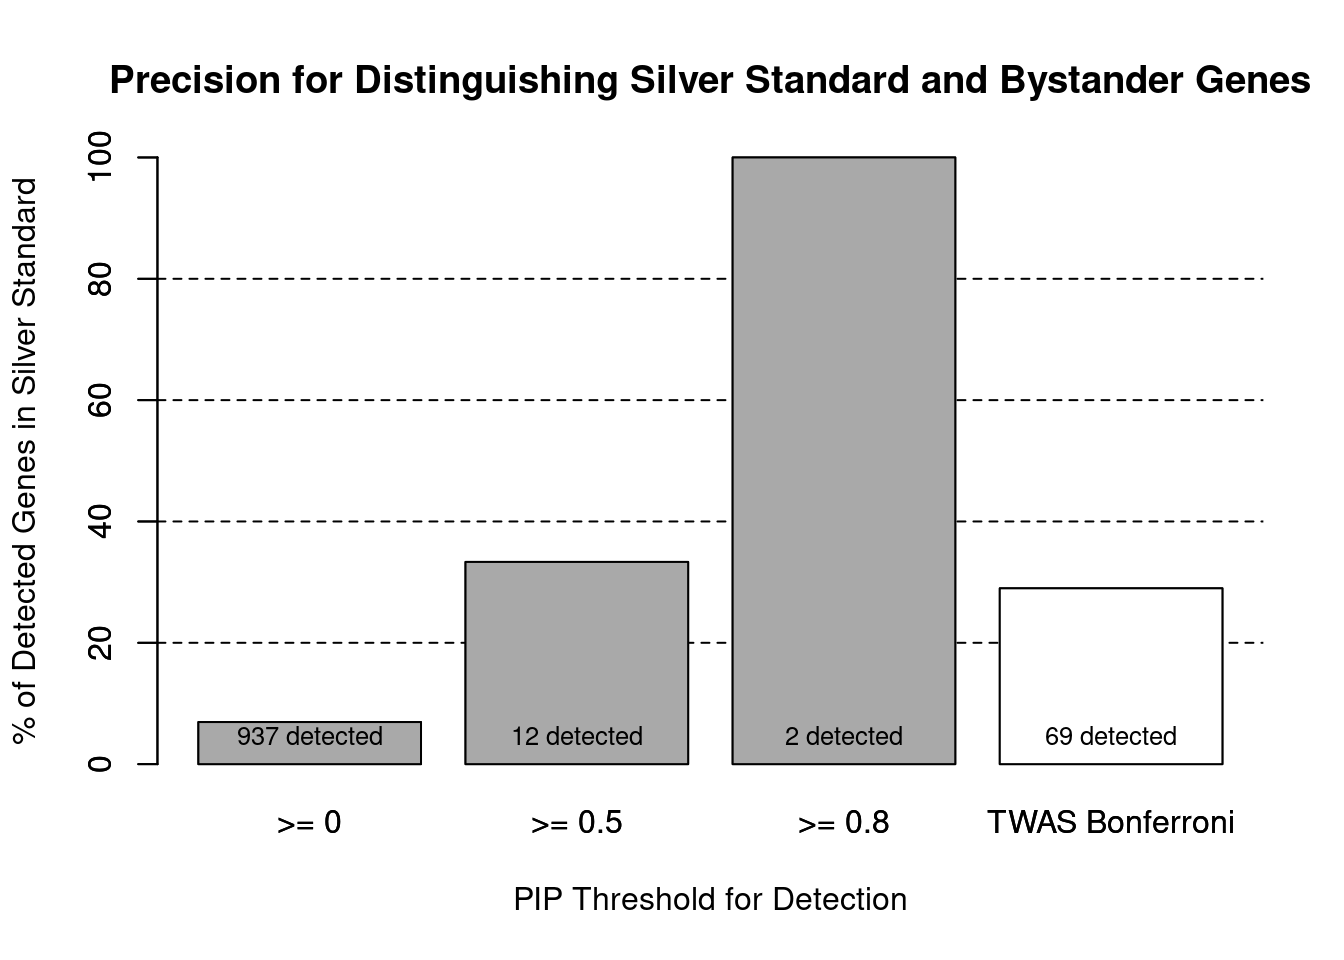 Precision for Distinguishing Silver Standard and Bystander Genes
% of Detected Genes in Silver Standard
100
80
60
40
20
0
937 detected
12 detected
2 detected
69 detected
>= 0
>= 0.5
>= 0.8
TWAS Bonferroni
PIP Threshold for Detection